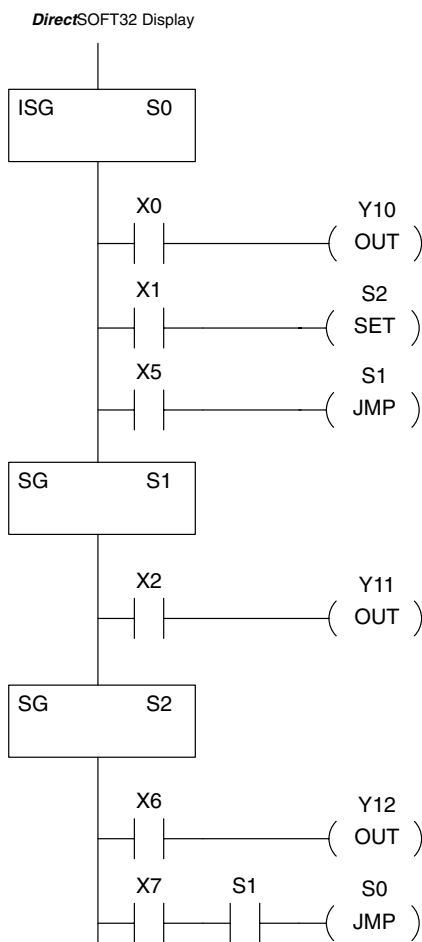 DirectSOFT32 Display
ISG S0
X0 Y10
OUT
X1 S2
SET
X5 S1
JMP
SG S1
X2 Y11
OUT
SG S2
X6 Y12
OUT
X7 S1 S0
JMP